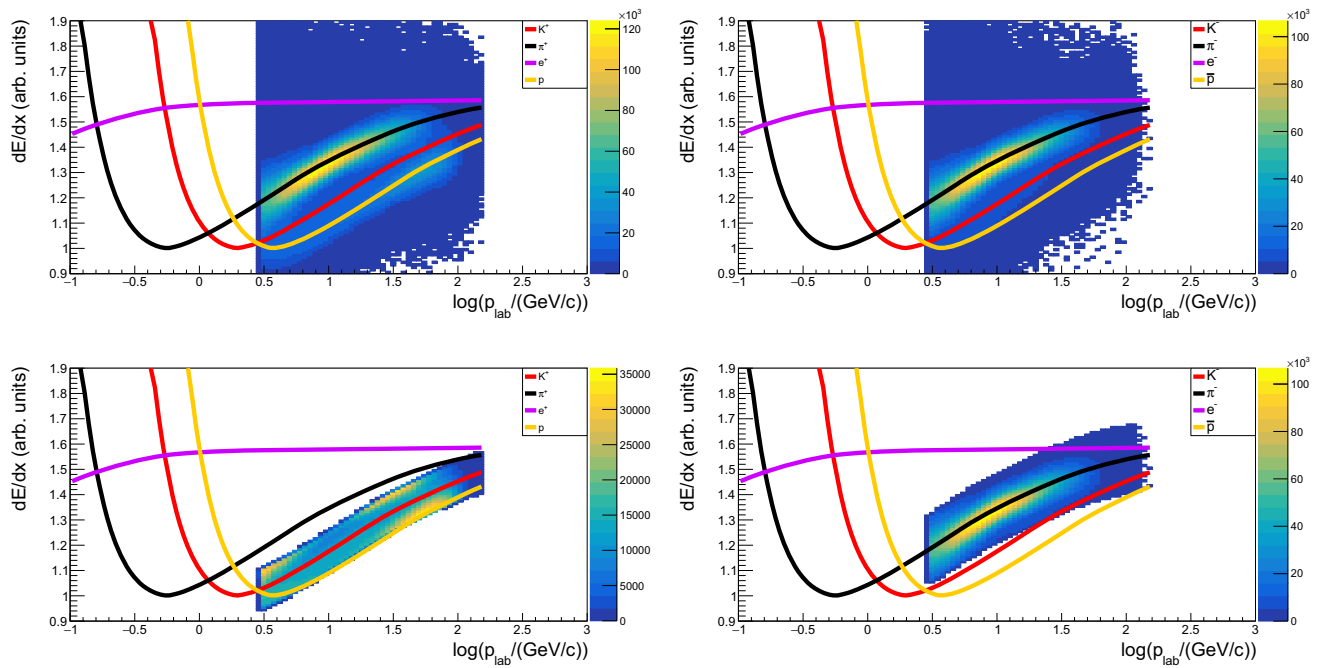 dE/dx (arb. units)
1.9
1.8
1.7
1.6
1.5
1.4
1.3
1.2
1.1
1
0.9
−1 −0.5 0 0.5 1 1.5 2 2.5 3
log(p_lab/(GeV/c))
K⁺
π⁺
e⁺
p
×10³
120
100
80
60
40
20
0
dE/dx (arb. units)
1.9
1.8
1.7
1.6
1.5
1.4
1.3
1.2
1.1
1
0.9
−1 −0.5 0 0.5 1 1.5 2 2.5 3
log(p_lab/(GeV/c))
K⁻
π⁻
e⁻
p̅
×10³
100
80
60
40
20
0
dE/dx (arb. units)
1.9
1.8
1.7
1.6
1.5
1.4
1.3
1.2
1.1
1
0.9
−1 −0.5 0 0.5 1 1.5 2 2.5 3
log(p_lab/(GeV/c))
K⁺
π⁺
e⁺
p
35000
30000
25000
20000
15000
10000
5000
0
dE/dx (arb. units)
1.9
1.8
1.7
1.6
1.5
1.4
1.3
1.2
1.1
1
0.9
−1 −0.5 0 0.5 1 1.5 2 2.5 3
log(p_lab/(GeV/c))
K⁻
π⁻
e⁻
p̅
×10³
100
80
60
40
20
0